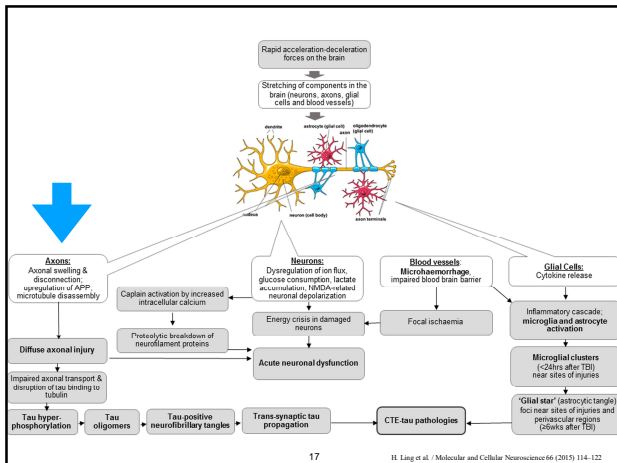 Rapid acceleration-deceleration
forces on the brain
Stretching of components in the
brain (neurons, axons, glial
cells and blood vessels)
dendrite
astrocyte (glial cell)
axon
oligodendrocyte
(glial cell)
nucleus
neuron (cell body)
axon terminals
Axons:
Axonal swelling &
disconnection;
upregulation of APP;
microtubule disassembly
Neurons:
Dysregulation of ion flux,
glucose consumption, lactate
accumulation, NMDA-related
neuronal depolarization
Blood vessels:
Microhaemorrhage,
impaired blood brain barrier
Glial Cells:
Cytokine release
Caplain activation by increased
intracellular calcium
Energy crisis in damaged
neurons
Focal ischaemia
Inflammatory cascade;
microglia and astrocyte
activation
Proteolytic breakdown of
neurofilament proteins
Diffuse axonal injury
Acute neuronal dysfunction
Microglial clusters
(<24hrs after TBI)
near sites of injuries
Impaired axonal transport &
disruption of tau binding to
tubulin
'Glial star' (astrocytic tangle)
foci near sites of injuries and
perivascular regions
(≥6wks after TBI)
Tau hyper-
phosphorylation
Tau
oligomers
Tau-positive
neurofibrillary tangles
Trans-synaptic tau
propagation
CTE-tau pathologies
17
H. Ling et al. / Molecular and Cellular Neuroscience 66 (2015) 114–122